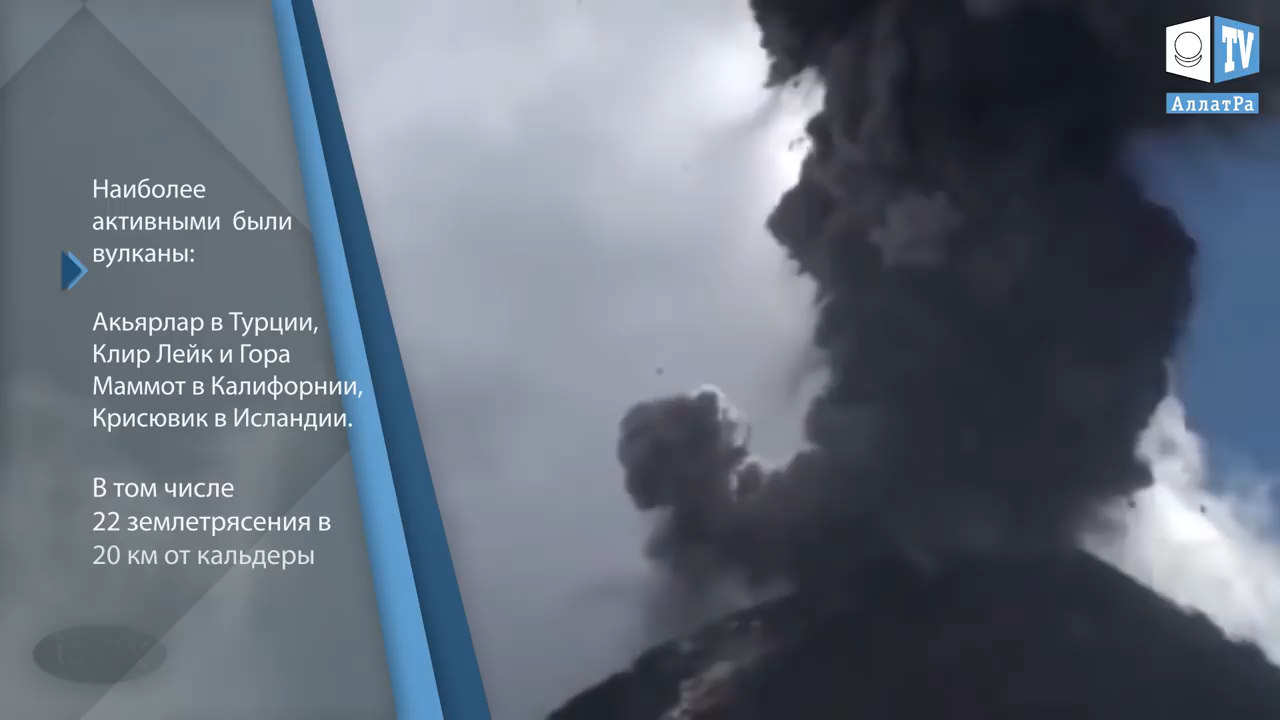 TV
АллатРа
Наиболее
активными были
вулканы:
Акьярлар в Турции,
Клир Лейк и Гора
Маммот в Калифорнии,
Крисювик в Исландии.
В том числе
22 землетрясения в
20 км от кальдеры